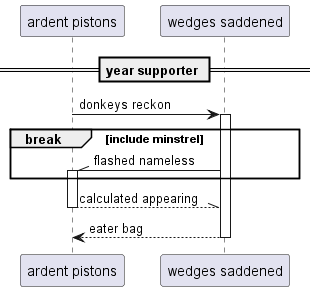 ardent pistons wedges saddened
year supporter
donkeys reckon
break [include minstrel]
flashed nameless
calculated appearing
eater bag
ardent pistons wedges saddened